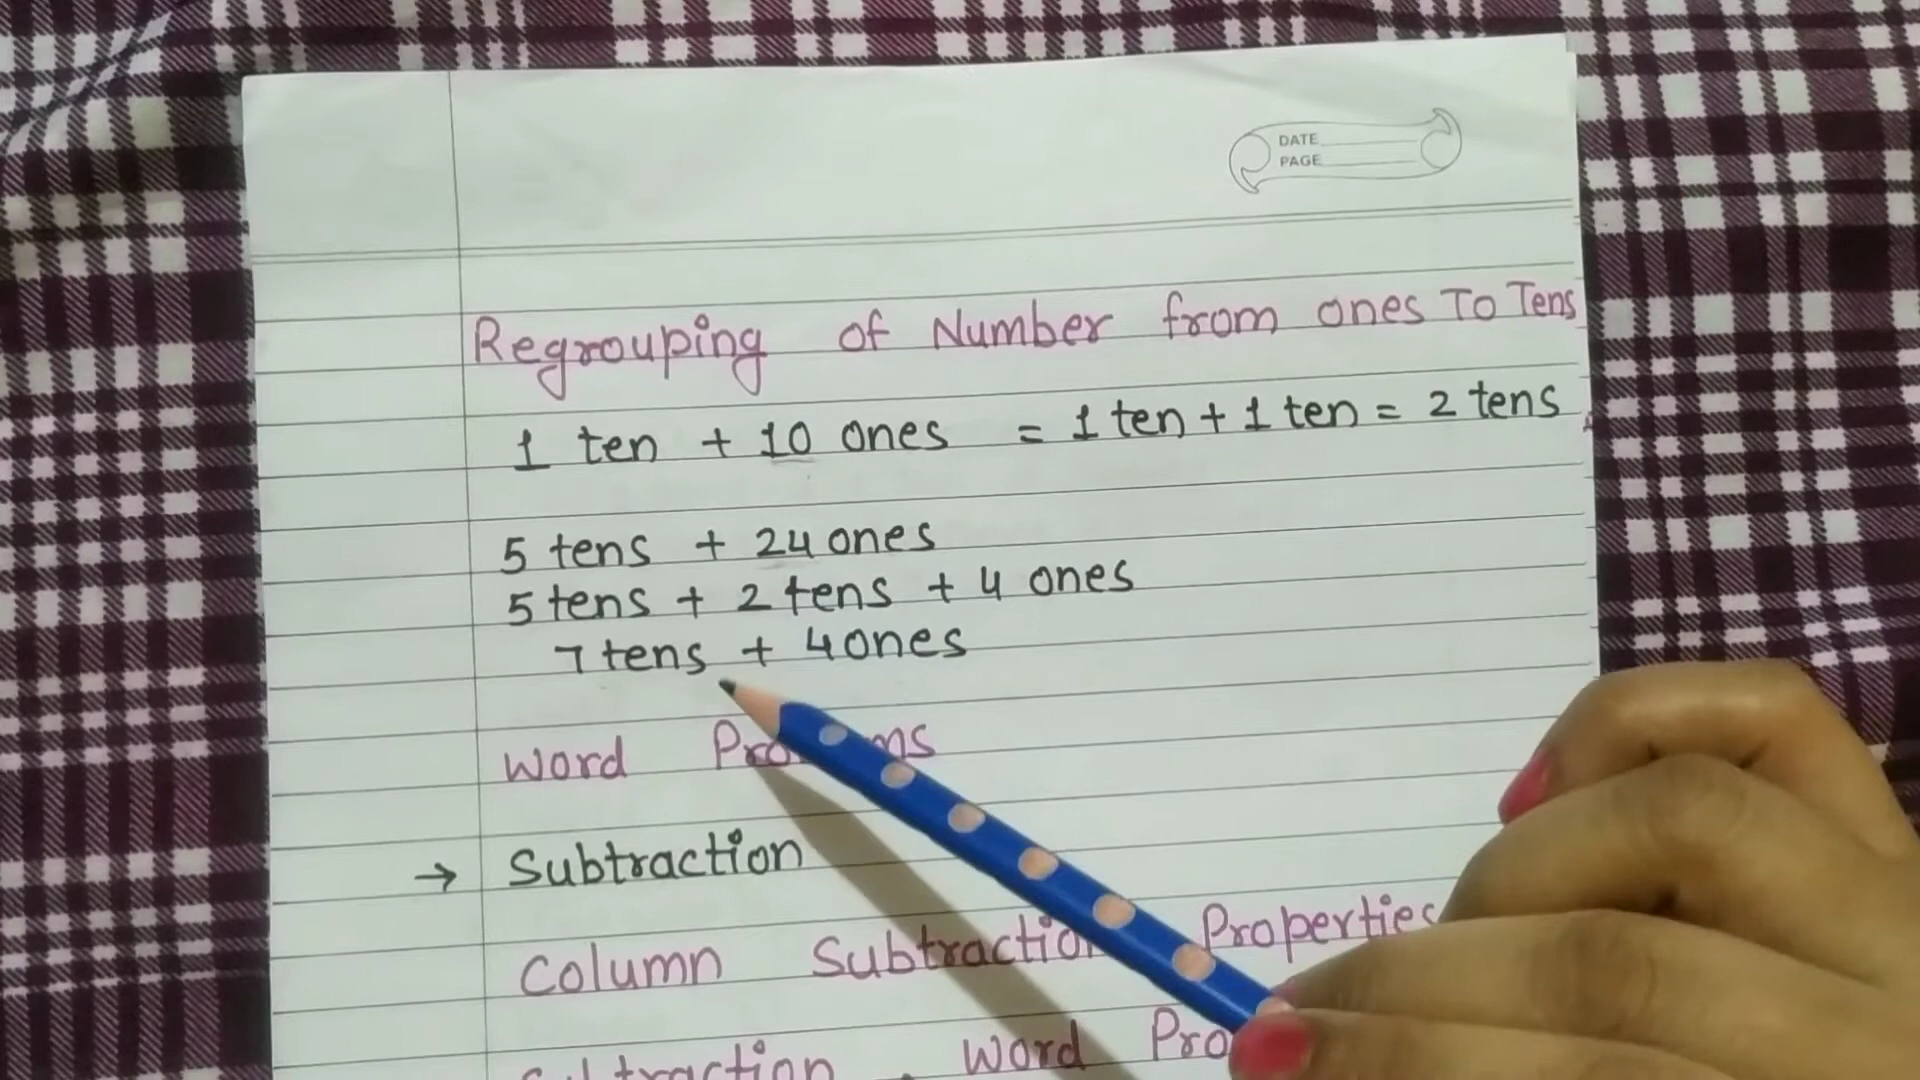 DATE
PAGE
Regrouping of Number from ones To Tens
1 ten + 10 ones = 1 ten + 1 ten = 2 tens
5 tens + 24 ones
5 tens + 2 tens + 4 ones
7 tens + 4 ones
Word
→ Subtraction
Column Subtraction Properties
Word